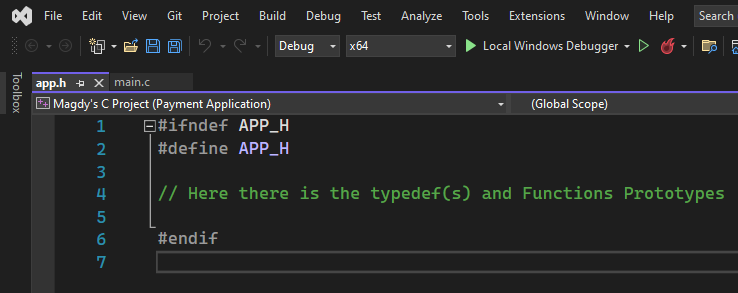 File Edit View Git Project Build Debug Test Analyze Tools Extensions Window Help Search
Debug x64 Local Windows Debugger
Toolbox
app.h main.c
Magdy's C Project (Payment Application) (Global Scope)
1 #ifndef APP_H
2 #define APP_H
3
4 // Here there is the typedef(s) and Functions Prototypes
5
6 #endif
7